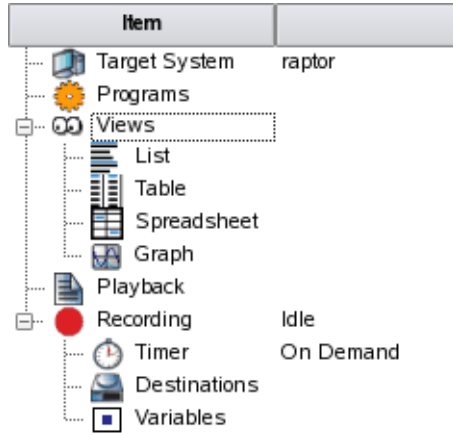 Item
Target System raptor
Programs
Views
List
Table
Spreadsheet
Graph
Playback
Recording Idle
Timer On Demand
Destinations
Variables